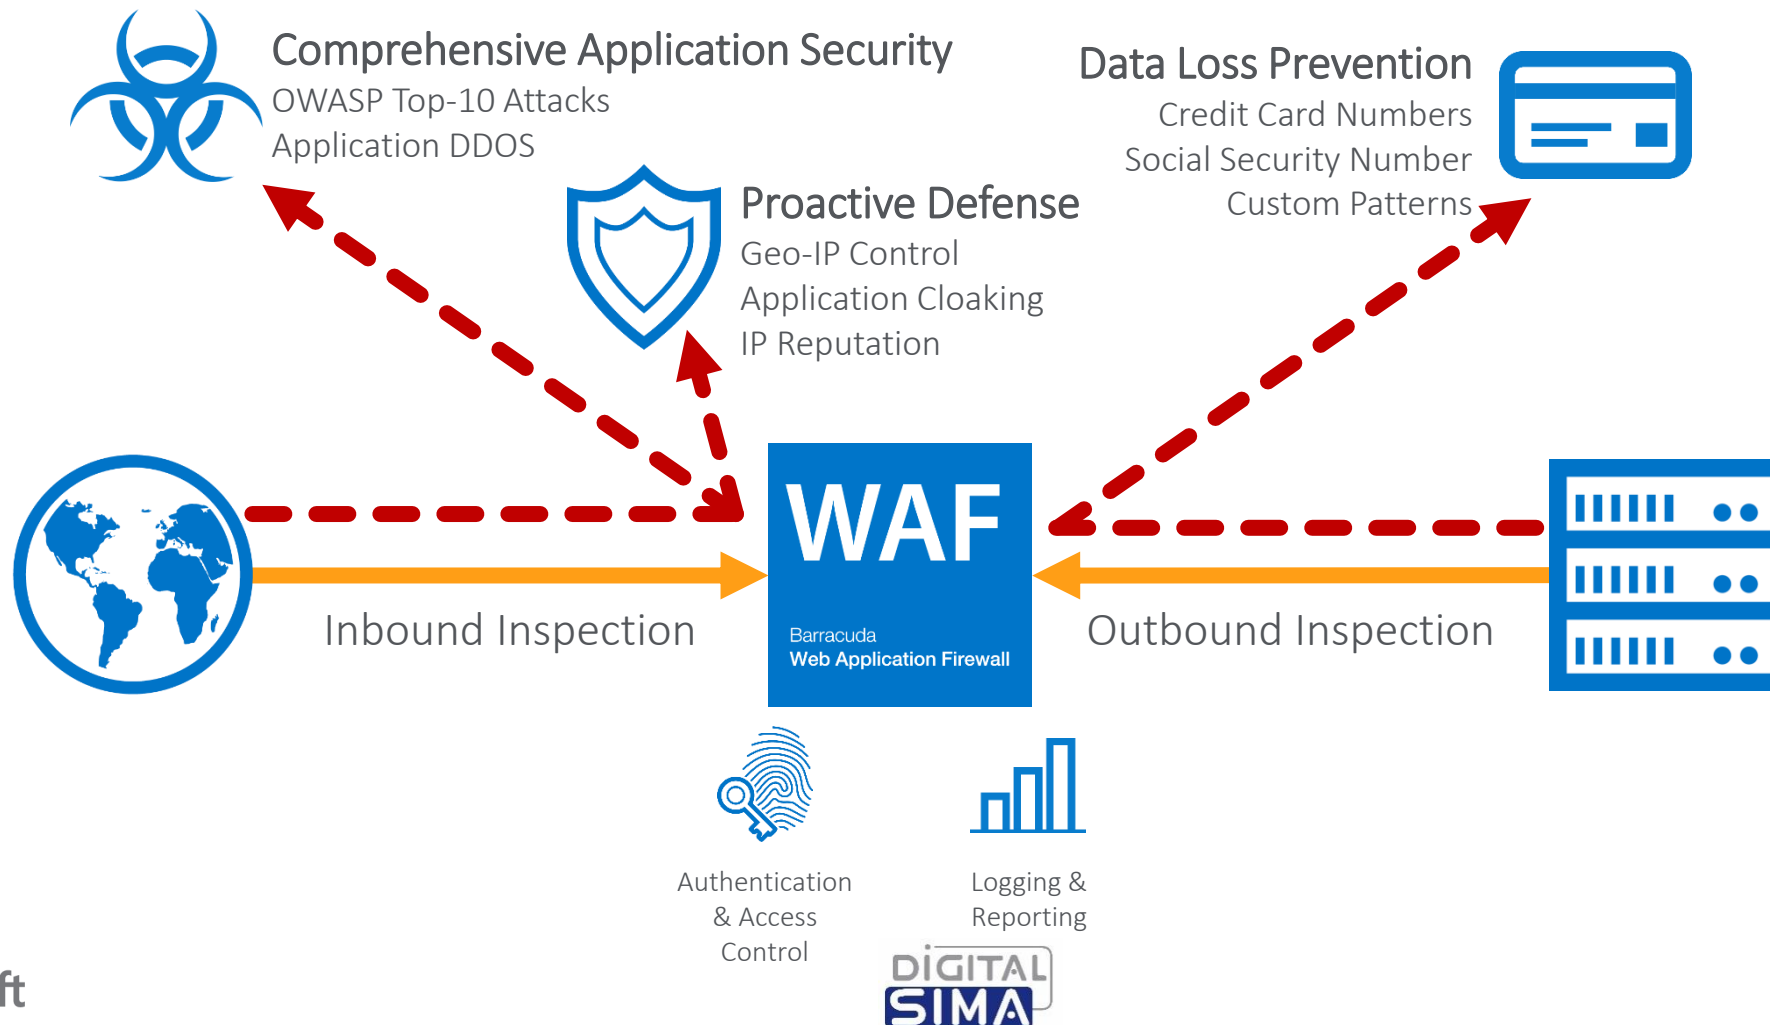 Comprehensive Application Security
OWASP Top-10 Attacks
Application DDOS
Data Loss Prevention
Credit Card Numbers
Social Security Number
Custom Patterns
Proactive Defense
Geo-IP Control
Application Cloaking
IP Reputation
WAF
Barracuda
Web Application Firewall
Inbound Inspection
Outbound Inspection
Authentication
& Access
Control
Logging &
Reporting
DiGITAL
SIMA
ft